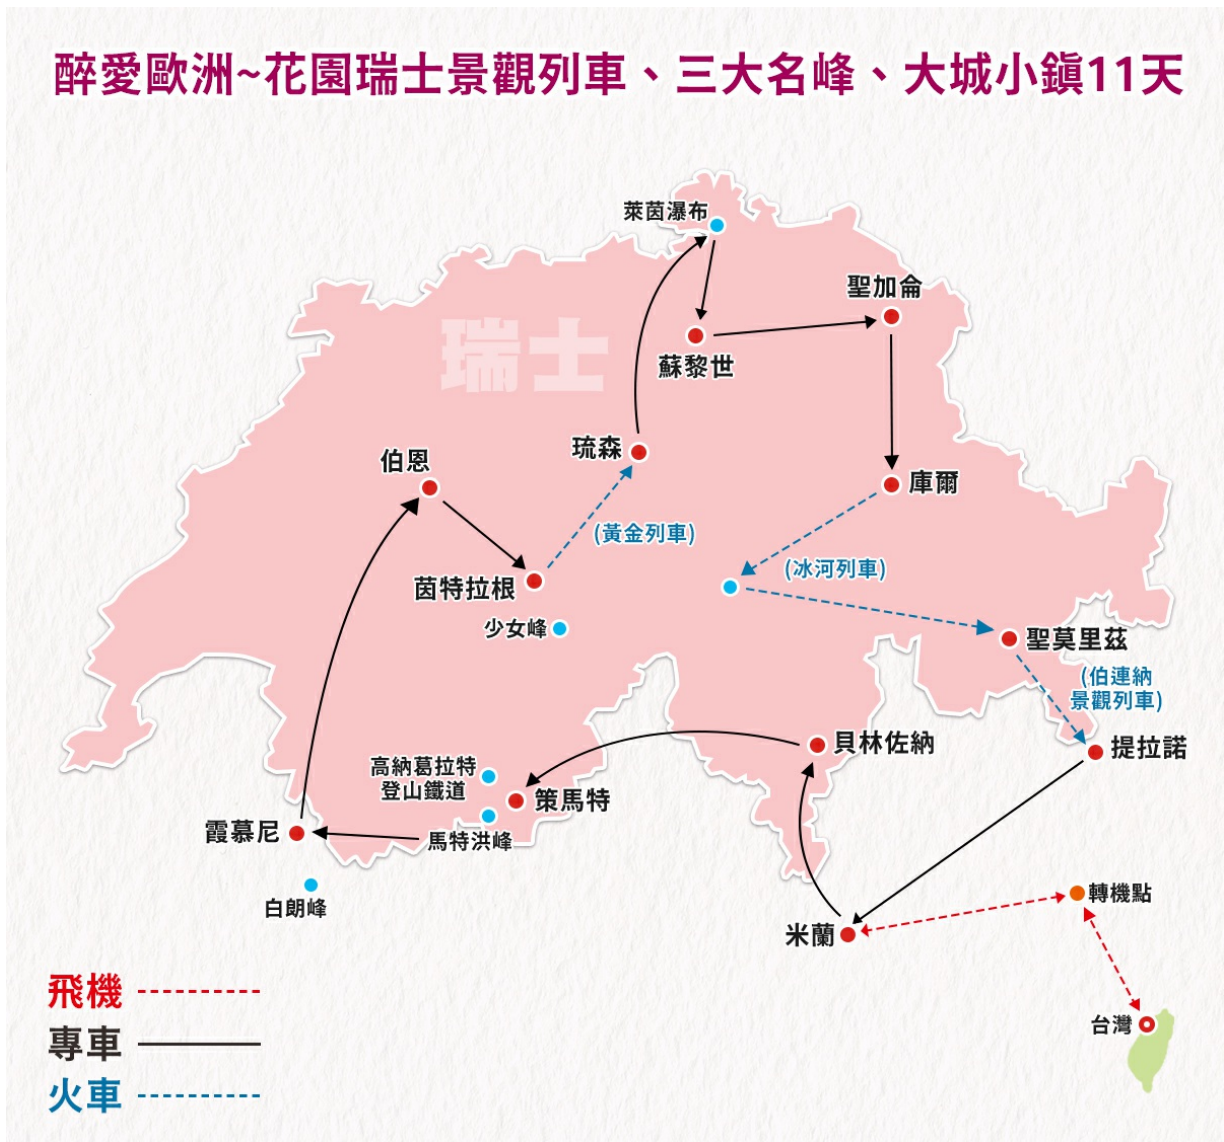 醉愛歐洲~花園瑞士景觀列車、三大名峰、大城小鎮11天
萊茵瀑布
聖加侖
瑞士
蘇黎世
琉森
伯恩
庫爾
(黃金列車)
(冰河列車)
茵特拉根
少女峰
聖莫里茲
(伯連納
景觀列車)
貝林佐納
提拉諾
高納葛拉特
登山鐵道
策馬特
霞慕尼
馬特洪峰
白朗峰
轉機點
米蘭
飛機
台灣
專車
火車